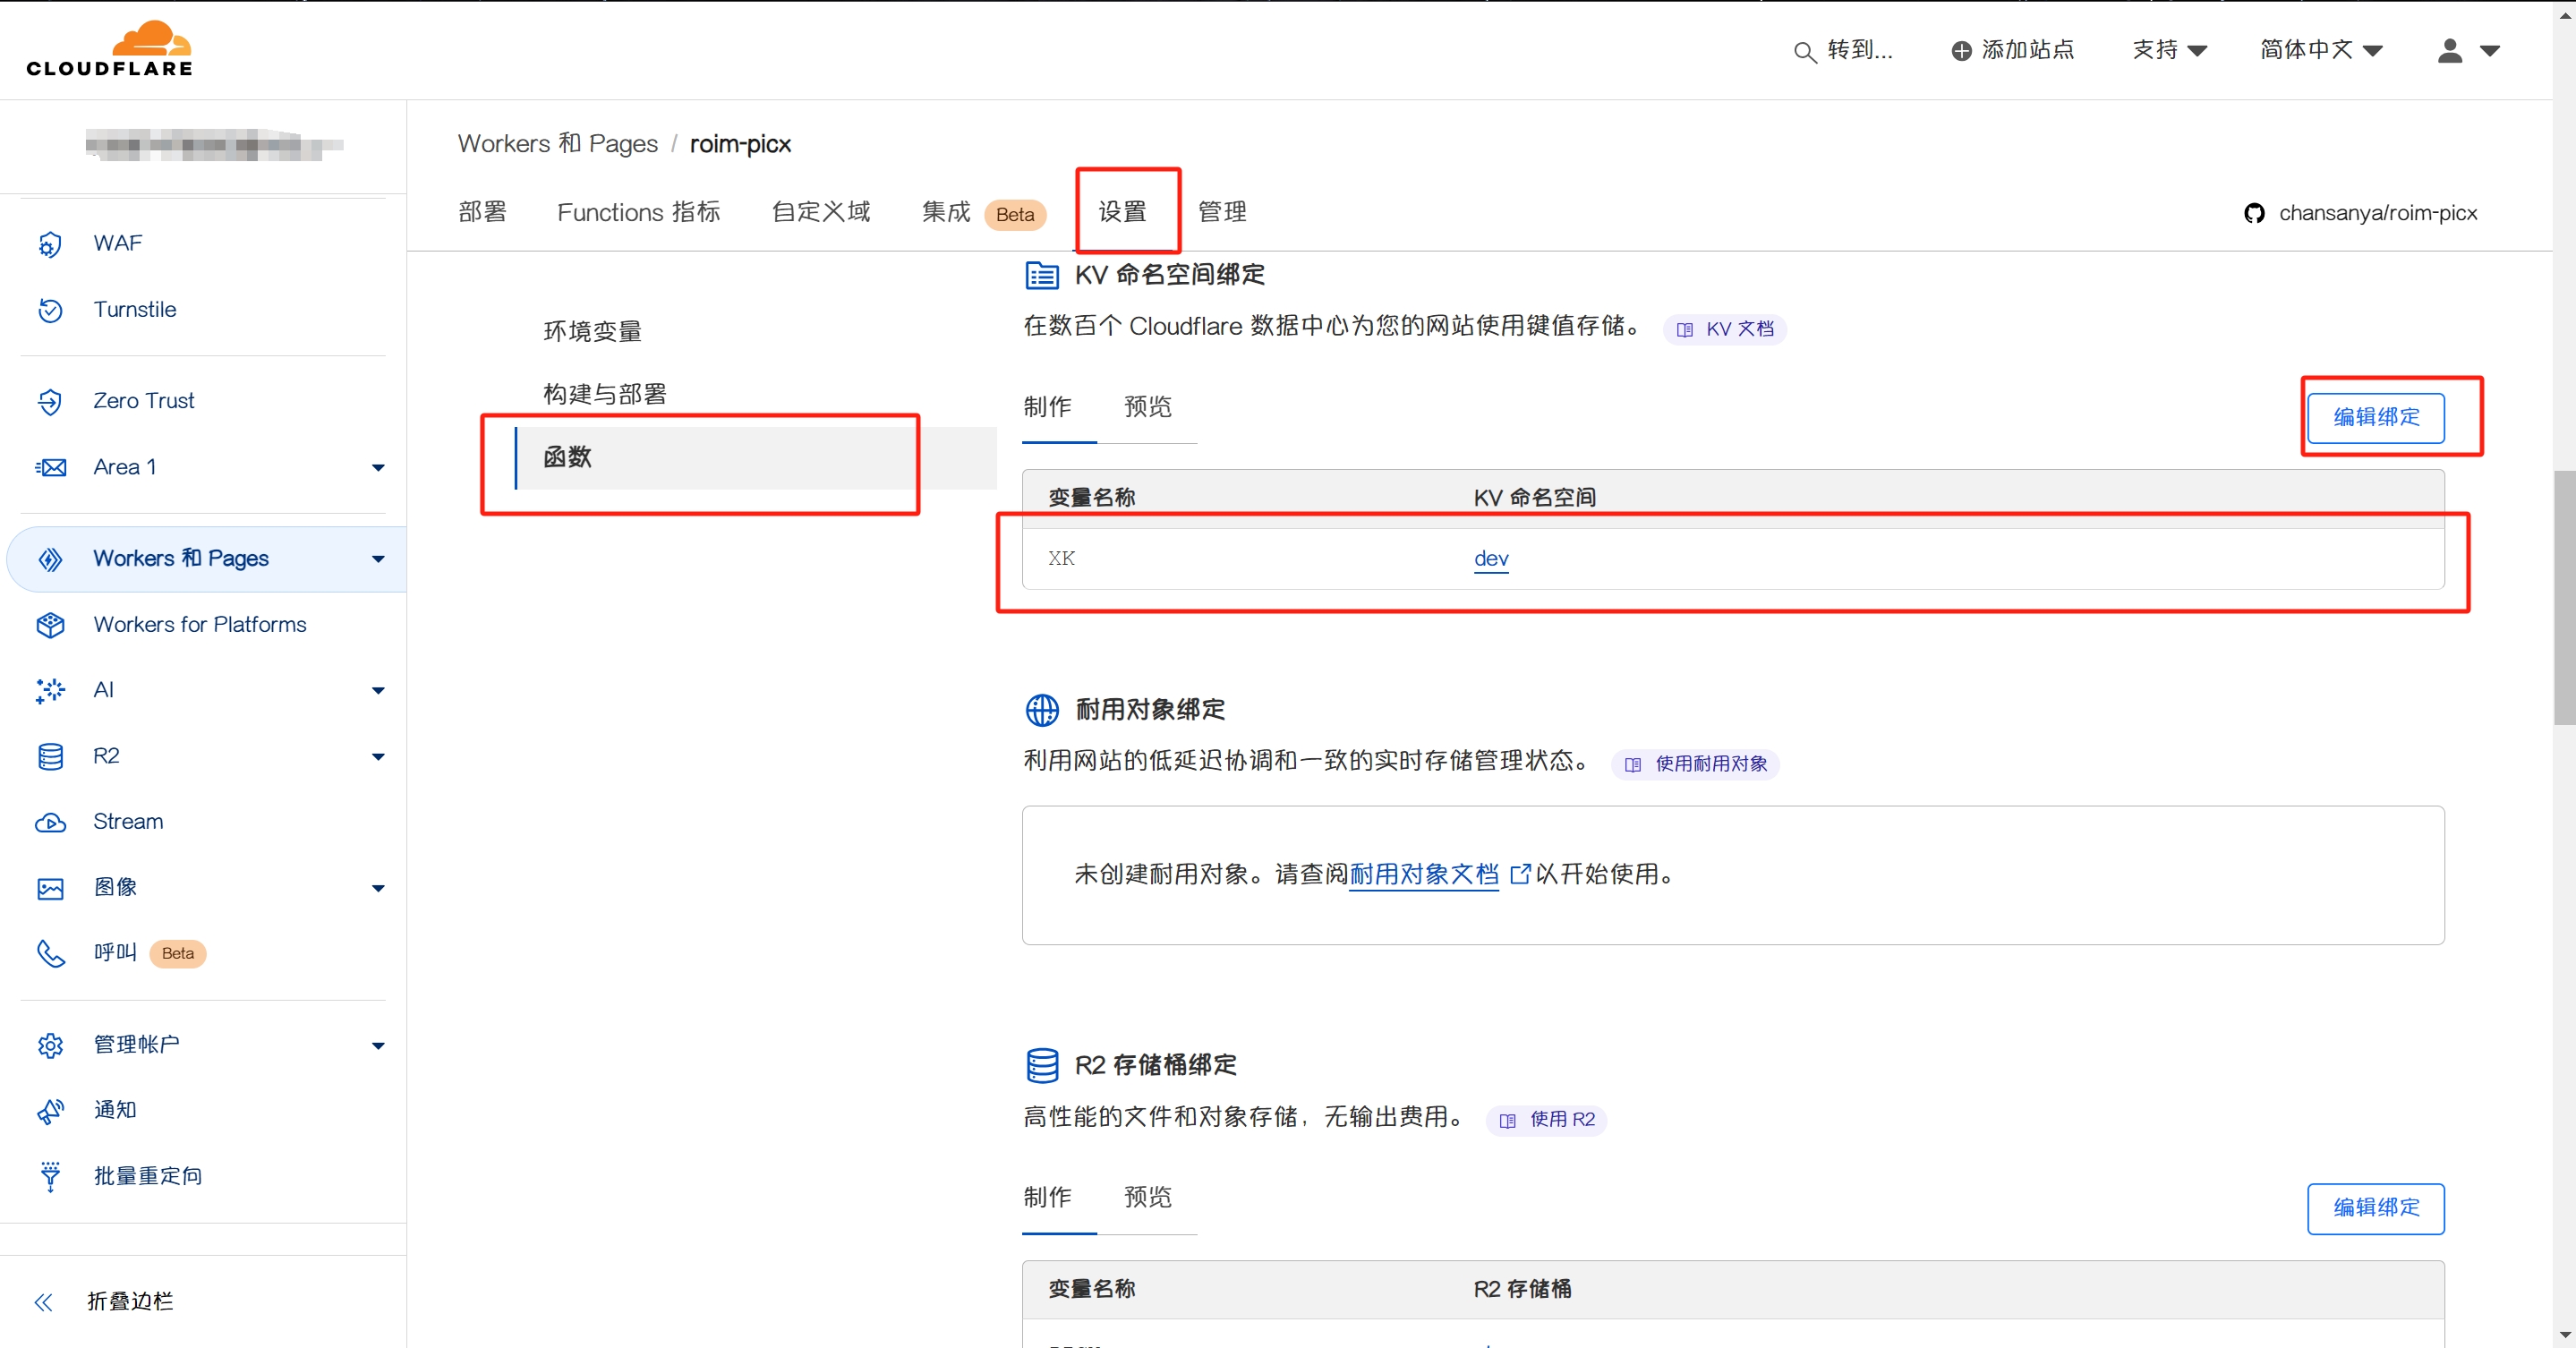 CLOUDFLARE
转到...
添加站点
支持
简体中文
Workers 和 Pages / roim-picx
部署
Functions 指标
自定义域
集成 Beta
设置
管理
chansanya/roim-picx
WAF
Turnstile
Zero Trust
Area 1
Workers 和 Pages
Workers for Platforms
AI
R2
Stream
图像
呼叫 Beta
管理帐户
通知
批量重定向
折叠边栏
环境变量
构建与部署
函数
KV 命名空间绑定
在数百个 Cloudflare 数据中心为您的网站使用键值存储。 KV 文档
制作 预览
编辑绑定
变量名称 KV 命名空间
XK dev
耐用对象绑定
利用网站的低延迟协调和一致的实时存储管理状态。 使用耐用对象
未创建耐用对象。请查阅耐用对象文档 以开始使用。
R2 存储桶绑定
高性能的文件和对象存储，无输出费用。 使用 R2
制作 预览
编辑绑定
变量名称 R2 存储桶